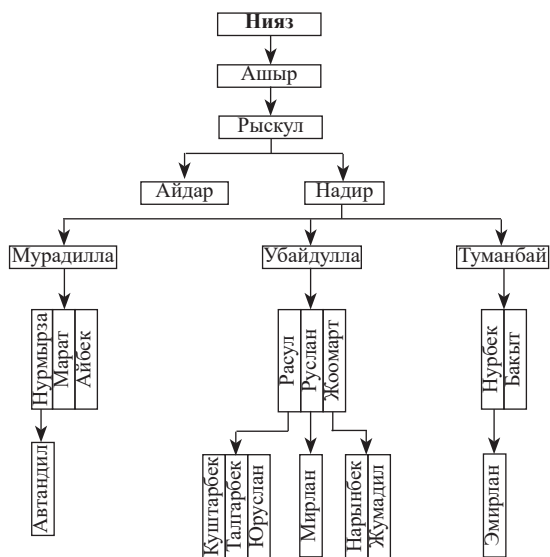 Нияз
Ашыр
Рыскул
Айдар
Надир
Мурадилла
Убайдулла
Туманбай
Нурмырза
Марат
Айбек
Расул
Руслан
Жоомарт
Нурбек
Бакыт
Автандил
Куштарбек
Талгарбек
Юруслан
Мирлан
Нарынбек
Жумадил
Эмирлан